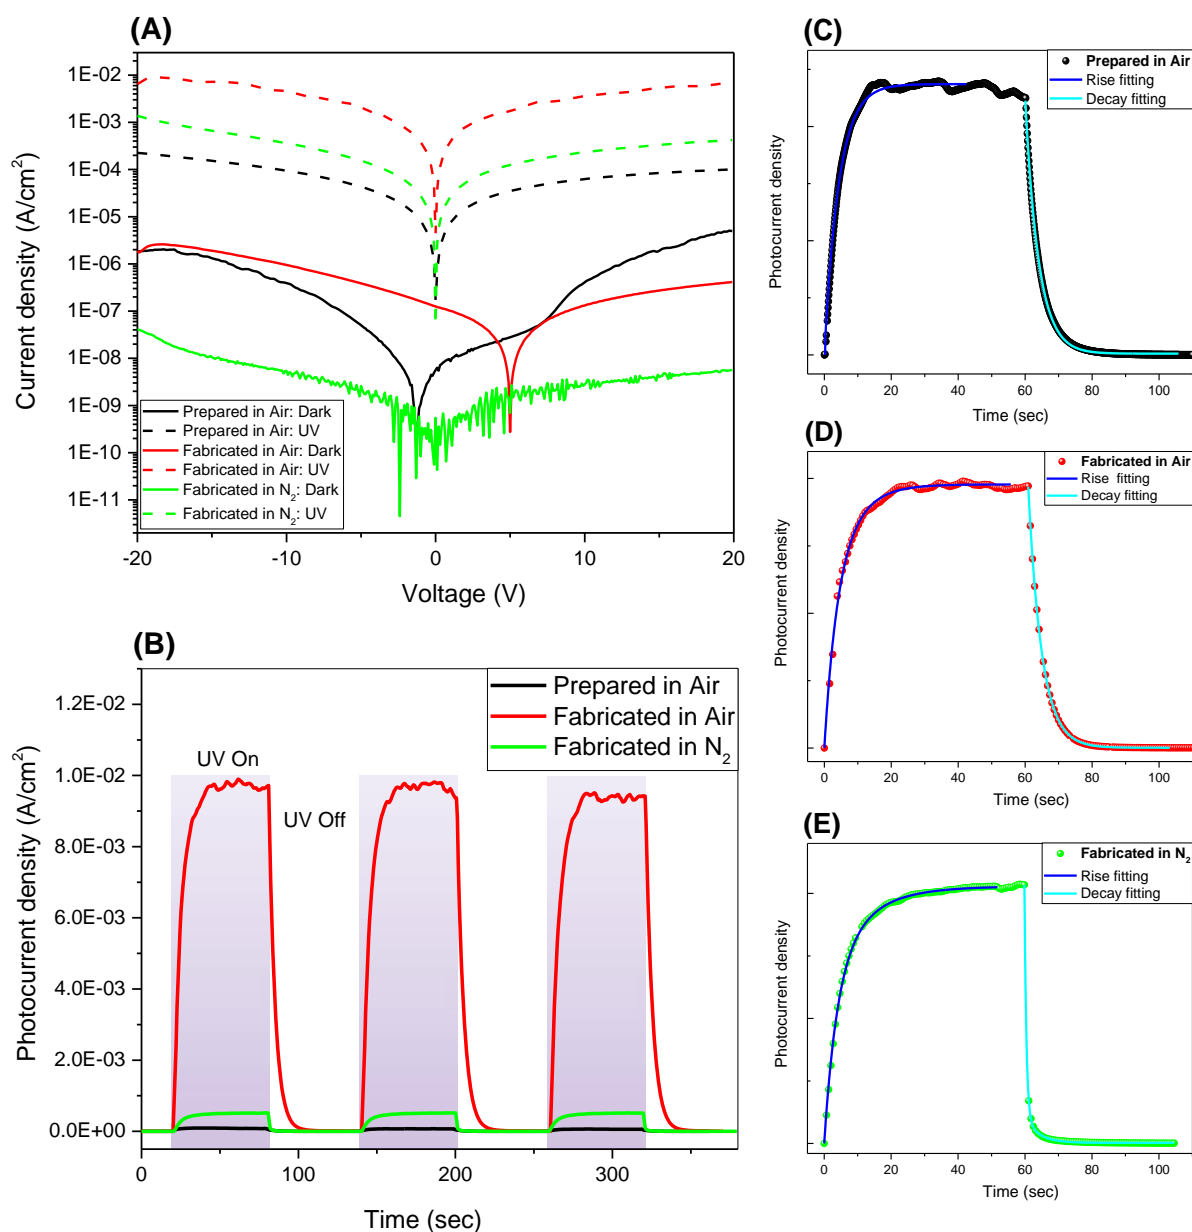 (A)
1E-02
1E-03
1E-04
1E-05
1E-06
1E-07
1E-08
1E-09
1E-10
1E-11
Current density (A/cm²)
Prepared in Air: Dark
Prepared in Air: UV
Fabricated in Air: Dark
Fabricated in Air: UV
Fabricated in N₂: Dark
Fabricated in N₂: UV
-20 -10 0 10 20
Voltage (V)
(B)
Prepared in Air
Fabricated in Air
Fabricated in N₂
UV On
UV Off
1.2E-02
1.0E-02
8.0E-03
6.0E-03
4.0E-03
2.0E-03
0.0E+00
Photocurrent density (A/cm²)
0 100 200 300
Time (sec)
(C)
Prepared in Air
Rise fitting
Decay fitting
Photocurrent density
0 20 40 60 80 100
Time (sec)
(D)
Fabricated in Air
Rise fitting
Decay fitting
Photocurrent density
0 20 40 60 80 100
Time (sec)
(E)
Fabricated in N₂
Rise fitting
Decay fitting
Photocurrent density
0 20 40 60 80 100
Time (sec)